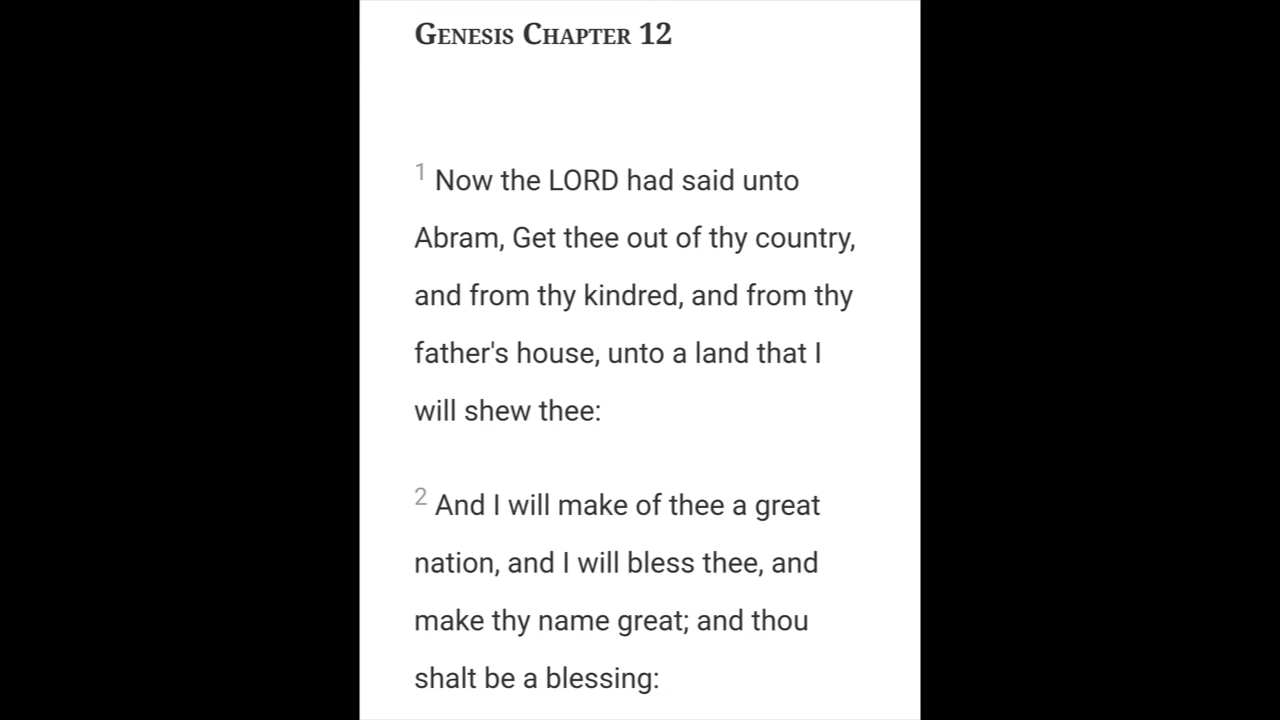 Genesis Chapter 12
1 Now the LORD had said unto
Abram, Get thee out of thy country,
and from thy kindred, and from thy
father's house, unto a land that I
will shew thee:
2 And I will make of thee a great
nation, and I will bless thee, and
make thy name great; and thou
shalt be a blessing: